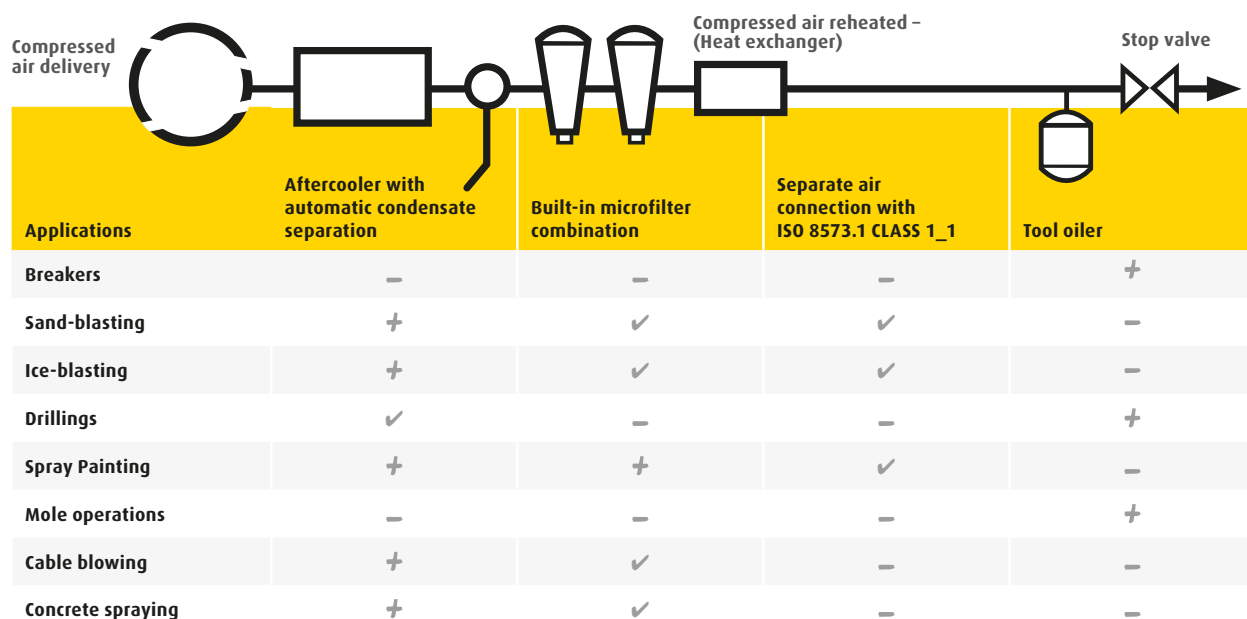 Compressed
air delivery
Compressed air reheated –
(Heat exchanger)
Stop valve
Applications
Aftercooler with
automatic condensate
separation
Built-in microfilter
combination
Separate air
connection with
ISO 8573.1 CLASS 1_1
Tool oiler
Breakers – – – +
Sand-blasting + ✔ ✔ –
Ice-blasting + ✔ ✔ –
Drillings ✔ – – +
Spray Painting + + ✔ –
Mole operations – – – +
Cable blowing + ✔ – –
Concrete spraying + ✔ – –